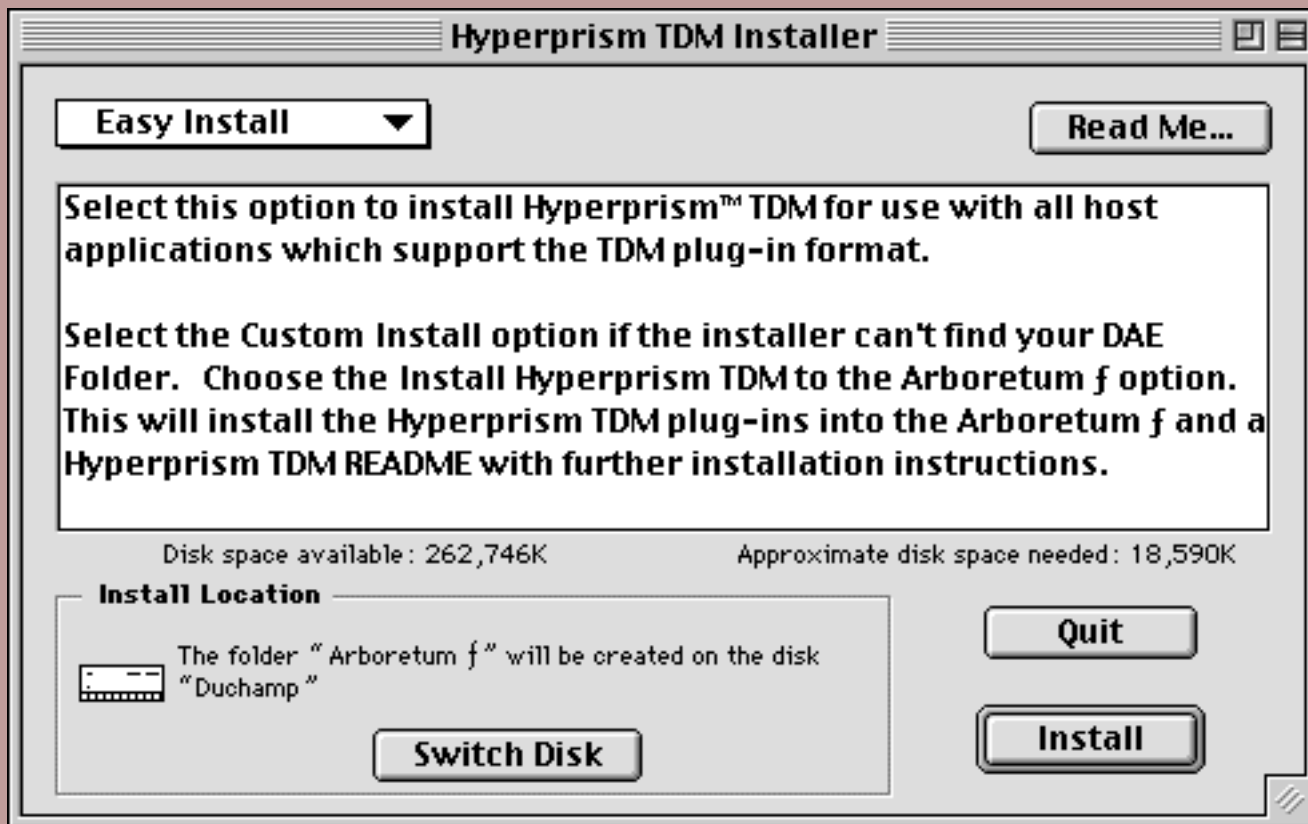 Hyperprism TDM Installer
Easy Install
Read Me...
Select this option to install Hyperprism™ TDM for use with all host
applications which support the TDM plug-in format.
Select the Custom Install option if the installer can't find your DAE
Folder.  Choose the Install Hyperprism TDM to the Arboretum ƒ option.
This will install the Hyperprism TDM plug-ins into the Arboretum ƒ and a
Hyperprism TDM README with further installation instructions.
Disk space available: 262,746K
Approximate disk space needed: 18,590K
Install Location
The folder "Arboretum ƒ" will be created on the disk
"Duchamp"
Switch Disk
Quit
Install